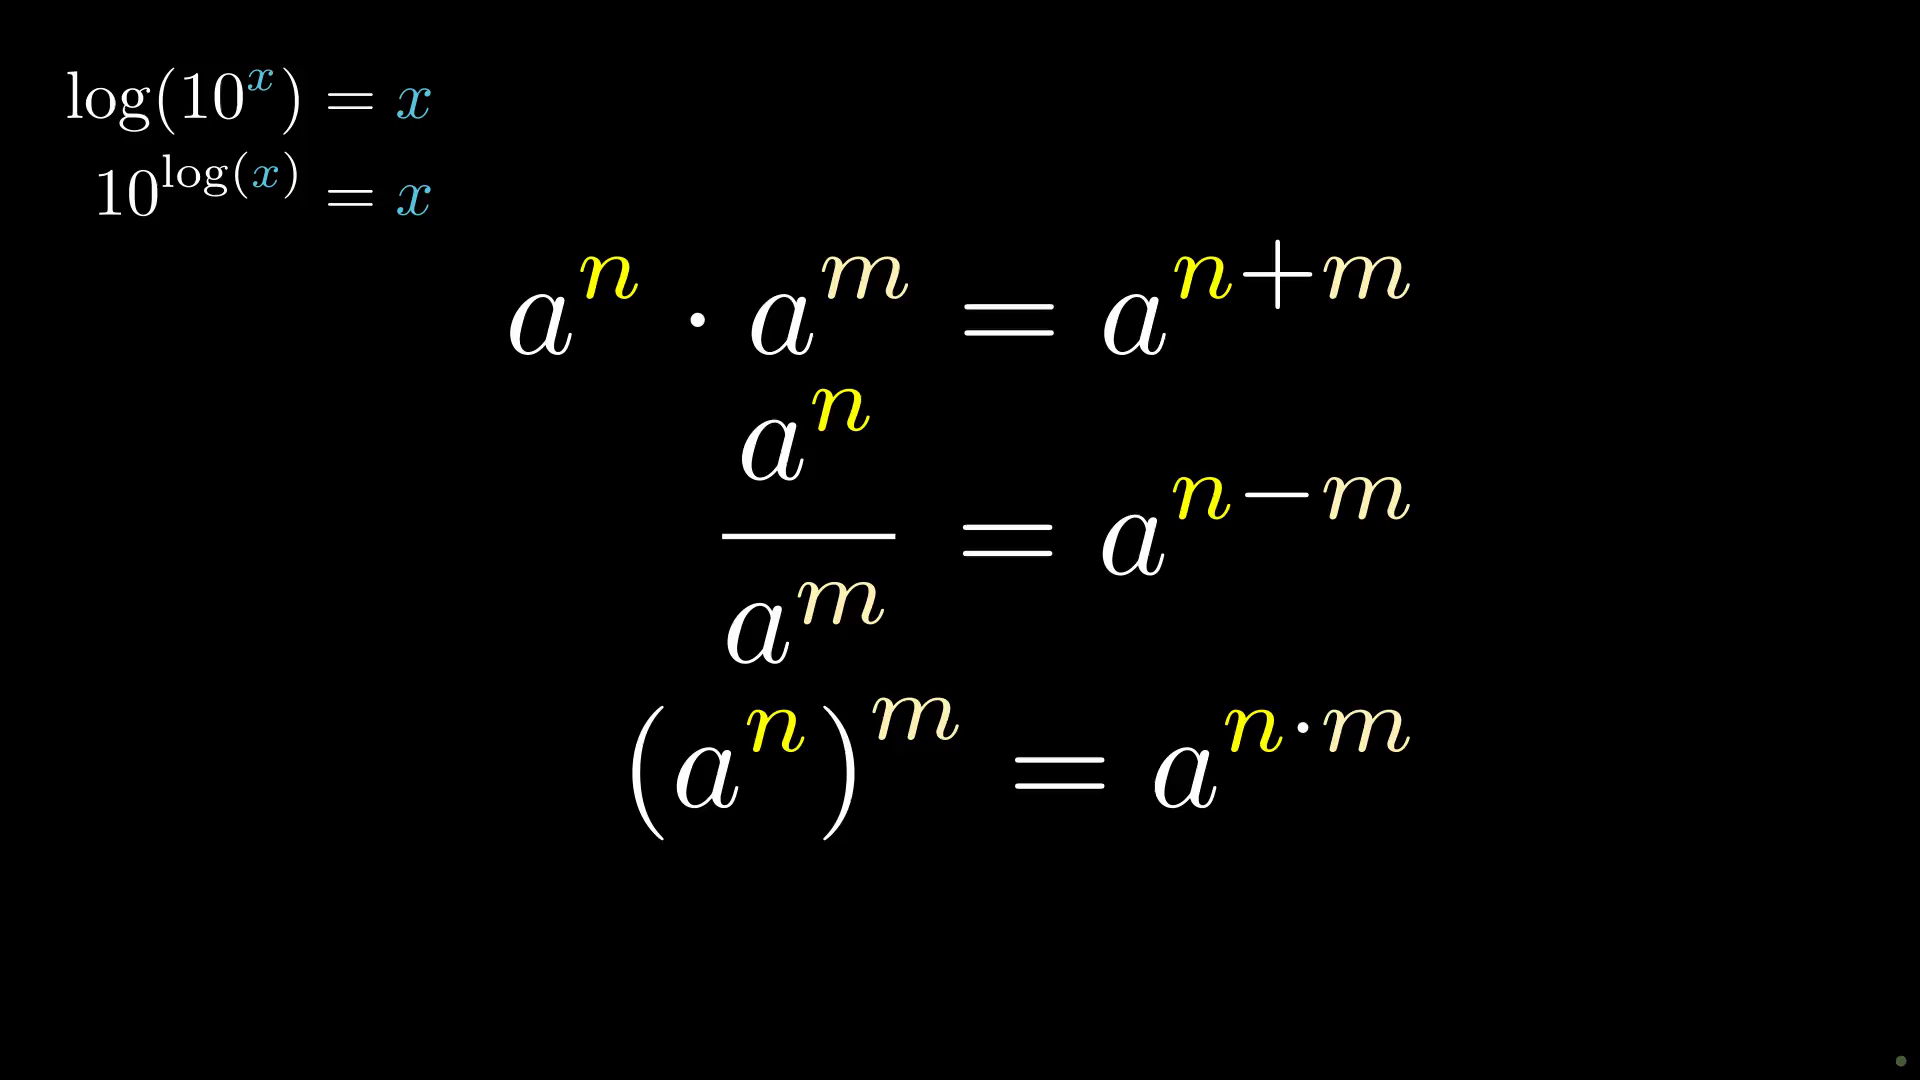 log(10^x) = x
10^log(x) = x
a^n · a^m = a^{n+m}
a^n / a^m = a^{n−m}
(a^n)^m = a^{n·m}